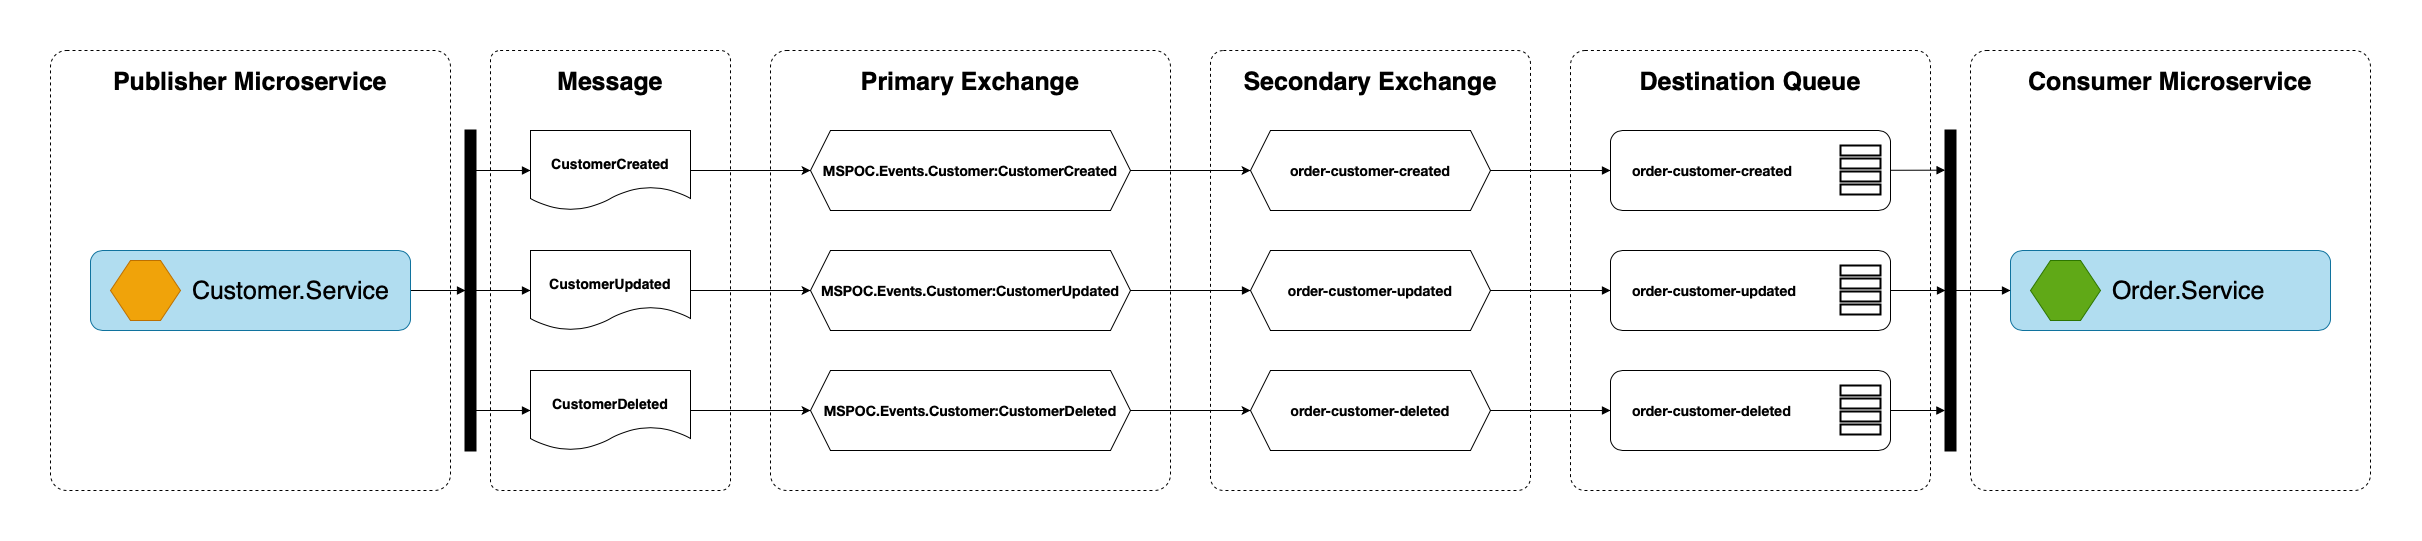 Publisher Microservice
Message
Primary Exchange
Secondary Exchange
Destination Queue
Consumer Microservice
CustomerCreated
MSPOC.Events.Customer:CustomerCreated
order-customer-created
order-customer-created
Customer.Service
CustomerUpdated
MSPOC.Events.Customer:CustomerUpdated
order-customer-updated
order-customer-updated
Order.Service
CustomerDeleted
MSPOC.Events.Customer:CustomerDeleted
order-customer-deleted
order-customer-deleted